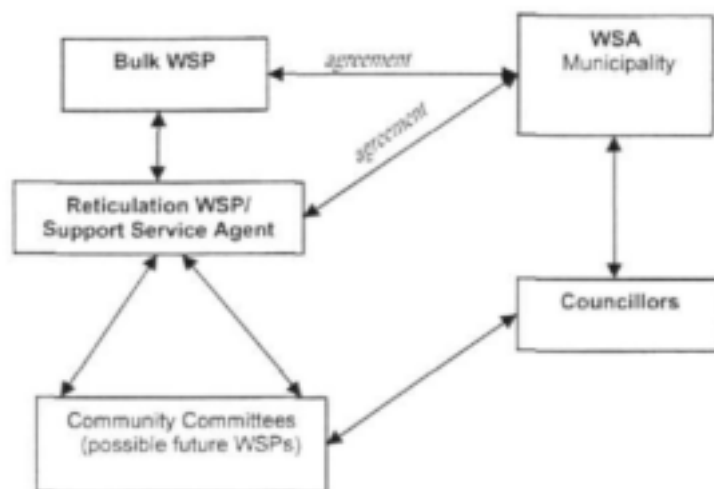 Bulk WSP
agreement
WSA
Municipality
agreement
Reticulation WSP/
Support Service Agent
Councillors
Community Committees
(possible future WSPs)